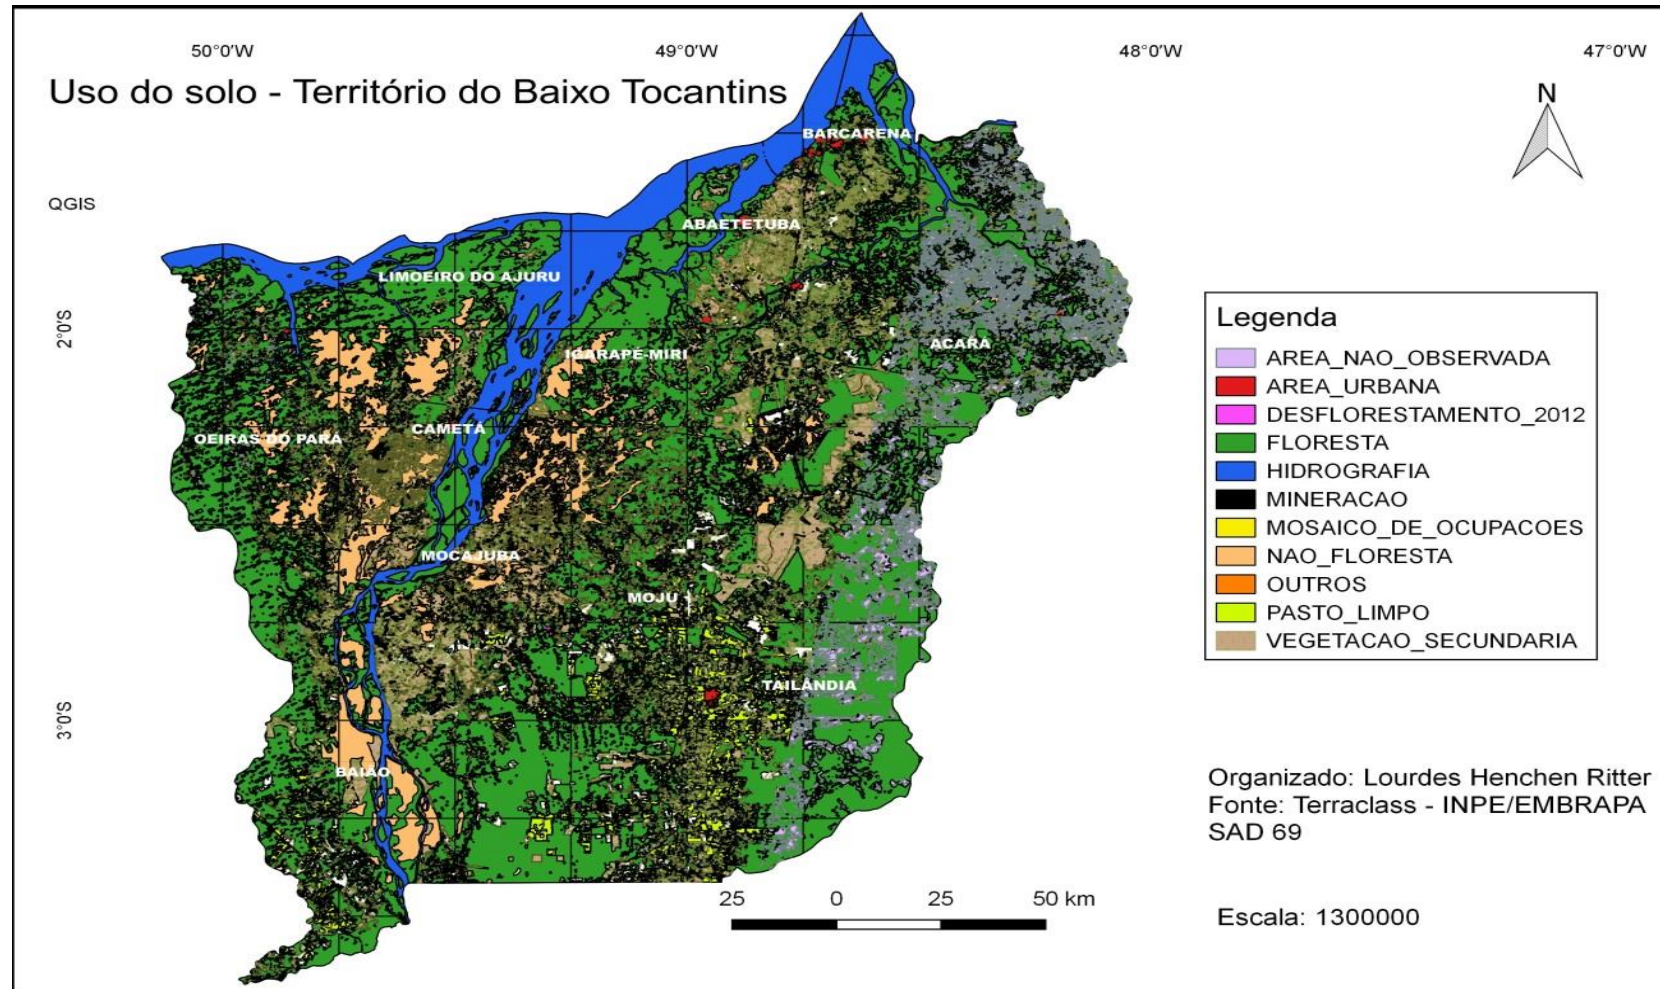 50°0'W 49°0'W 48°0'W 47°0'W
Uso do solo - Território do Baixo Tocantins
N
BARCARENA
QGIS
ABAETETUBA
LIMOEIRO DO AJURU
2°0'S
IGARAPÉ-MIRI
ACARÁ
CAMETÁ
OEIRAS DO PARÁ
MOCAJUBA
MOJU
TAILÂNDIA
3°0'S
BAIÃO
Legenda
AREA_NAO_OBSERVADA
AREA_URBANA
DESFLORESTAMENTO_2012
FLORESTA
HIDROGRAFIA
MINERACAO
MOSAICO_DE_OCUPACOES
NAO_FLORESTA
OUTROS
PASTO_LIMPO
VEGETACAO_SECUNDARIA
Organizado: Lourdes Henchen Ritter
Fonte: Terraclass - INPE/EMBRAPA
SAD 69
25 0 25 50 km
Escala: 1300000